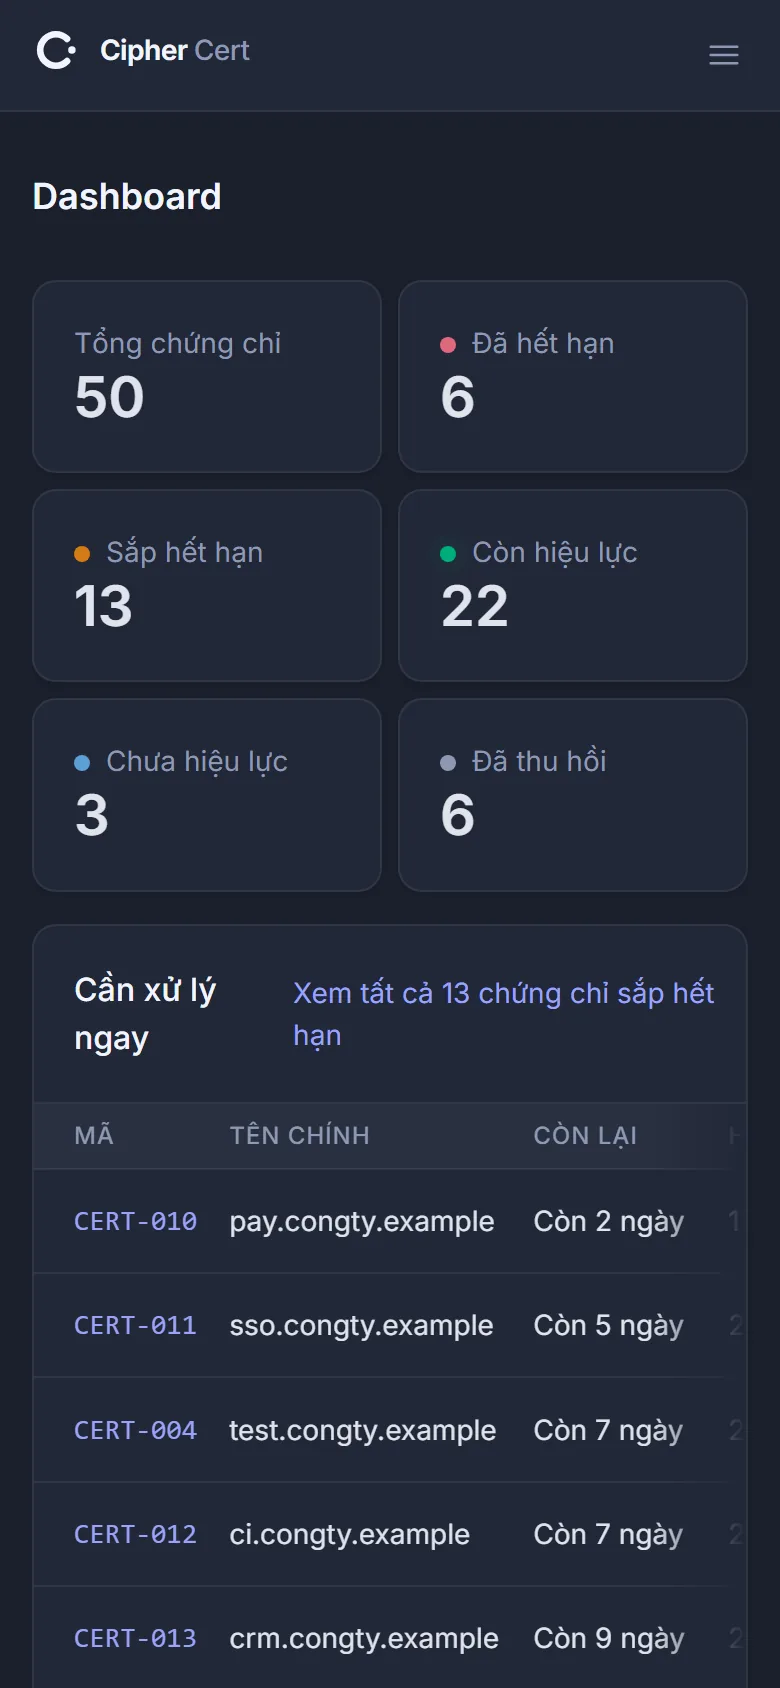 Cipher Cert
Dashboard
Tổng chứng chỉ
50
Đã hết hạn
6
Sắp hết hạn
13
Còn hiệu lực
22
Chưa hiệu lực
3
Đã thu hồi
6
Cần xử lý
ngay
Xem tất cả 13 chứng chỉ sắp hết
hạn
MÃ TÊN CHÍNH CÒN LẠI
CERT-010 pay.congty.example Còn 2 ngày
CERT-011 sso.congty.example Còn 5 ngày
CERT-004 test.congty.example Còn 7 ngày
CERT-012 ci.congty.example Còn 7 ngày
CERT-013 crm.congty.example Còn 9 ngày